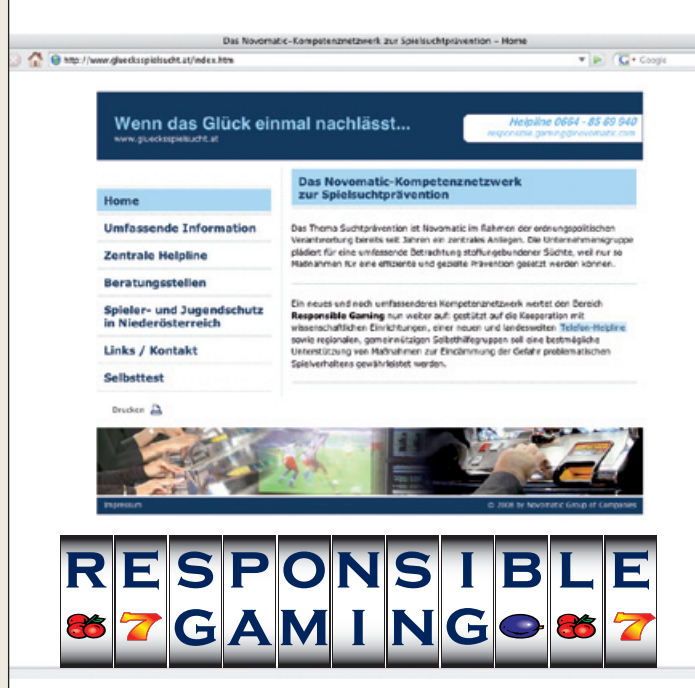 Das Novomatic-Kompetenznetzwerk zur Spielsuchtprävention – Home
http://www.gluecksspielsucht.at/index.htm
Google
Wenn das Glück einmal nachlässt...
www.gluecksspielsucht.at
Helpline 0664 - 85 69 940
responsible.gaming@novomatic.com
Home
Umfassende Information
Zentrale Helpline
Beratungsstellen
Spieler- und Jugendschutz
in Niederösterreich
Links / Kontakt
Selbsttest
Drucken
Das Novomatic-Kompetenznetzwerk
zur Spielsuchtprävention
Das Thema Suchtprävention ist Novomatic im Rahmen der ordnungspolitischen
Verantwortung bereits seit Jahren ein zentrales Anliegen. Die Unternehmensgruppe
plädiert für eine umfassende Betrachtung stoffungebundener Süchte, weil nur so
Maßnahmen für eine effiziente und gezielte Prävention gesetzt werden können.
Ein neues und noch umfassenderes Kompetenznetzwerk wertet den Bereich
Responsible Gaming nun weiter auf: gestützt auf die Kooperation mit
wissenschaftlichen Einrichtungen, einer neuen und landesweiten Telefon-Helpline
sowie regionalen, gemeinnützigen Selbsthilfegruppen soll eine bestmögliche
Unterstützung von Maßnahmen zur Eindämmung der Gefahr problematischen
Spielverhaltens gewährleistet werden.
Impressum
© 2008 by Novomatic Group of Companies
RESPONSIBLE
7 GAMING 7